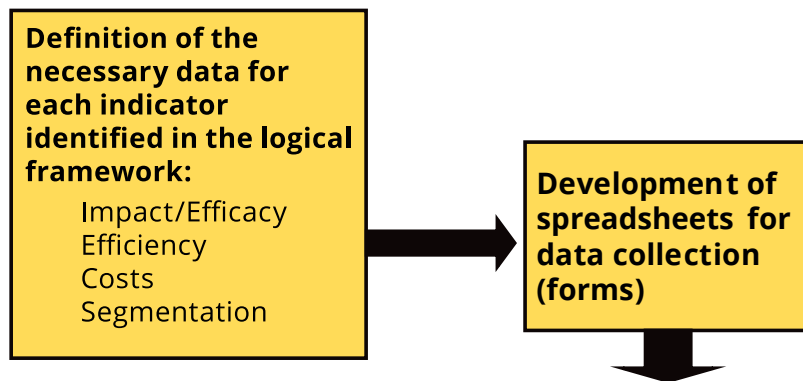 Definition of the
necessary data for
each indicator
identified in the logical
framework:
Impact/Efficacy
Efficiency
Costs
Segmentation
Development of
spreadsheets for
data collection
(forms)